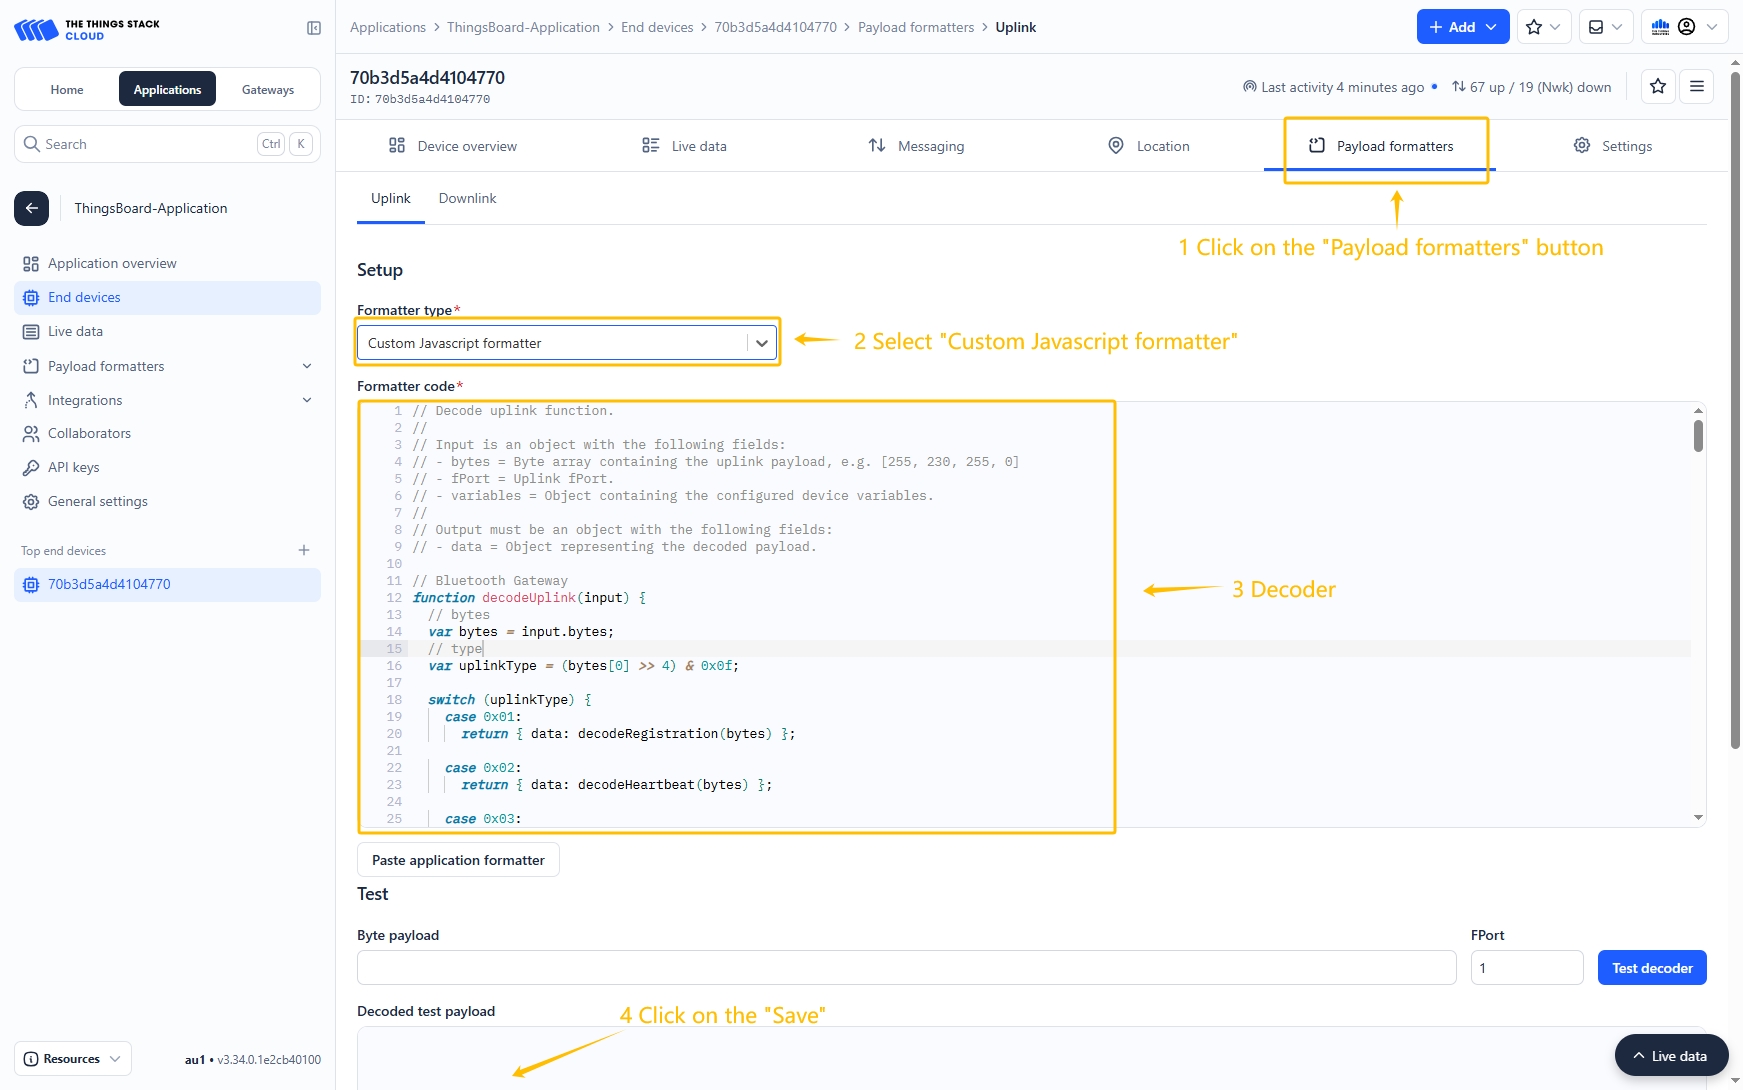 THE THINGS STACK
CLOUD
Applications > ThingsBoard-Application > End devices > 70b3d5a4d4104770 > Payload formatters > Uplink
+ Add
Home
Applications
Gateways
70b3d5a4d4104770
ID: 70b3d5a4d4104770
Last activity 4 minutes ago • 67 up / 19 (Nwk) down
Search
Ctrl K
Device overview
Live data
Messaging
Location
Payload formatters
Settings
ThingsBoard-Application
Uplink
Downlink
1 Click on the "Payload formatters" button
Application overview
End devices
Live data
Payload formatters
Integrations
Collaborators
API keys
General settings
Top end devices
70b3d5a4d4104770
Setup
Formatter type*
Custom Javascript formatter
2 Select "Custom Javascript formatter"
Formatter code*
1 // Decode uplink function.
2 //
3 // Input is an object with the following fields:
4 // - bytes = Byte array containing the uplink payload, e.g. [255, 230, 255, 0]
5 // - fPort = Uplink fPort.
6 // - variables = Object containing the configured device variables.
7 //
8 // Output must be an object with the following fields:
9 // - data = Object representing the decoded payload.
10
11 // Bluetooth Gateway
12 function decodeUplink(input) {
13 // bytes
14 var bytes = input.bytes;
15 // type
16 var uplinkType = (bytes[0] >> 4) & 0x0f;
17
18 switch (uplinkType) {
19 case 0x01:
20 return { data: decodeRegistration(bytes) };
21
22 case 0x02:
23 return { data: decodeHeartbeat(bytes) };
24
25 case 0x03:
3 Decoder
Paste application formatter
Test
Byte payload
FPort
1
Test decoder
Decoded test payload
4 Click on the "Save"
Resources
au1 • v3.34.0.1e2cb40100
Live data